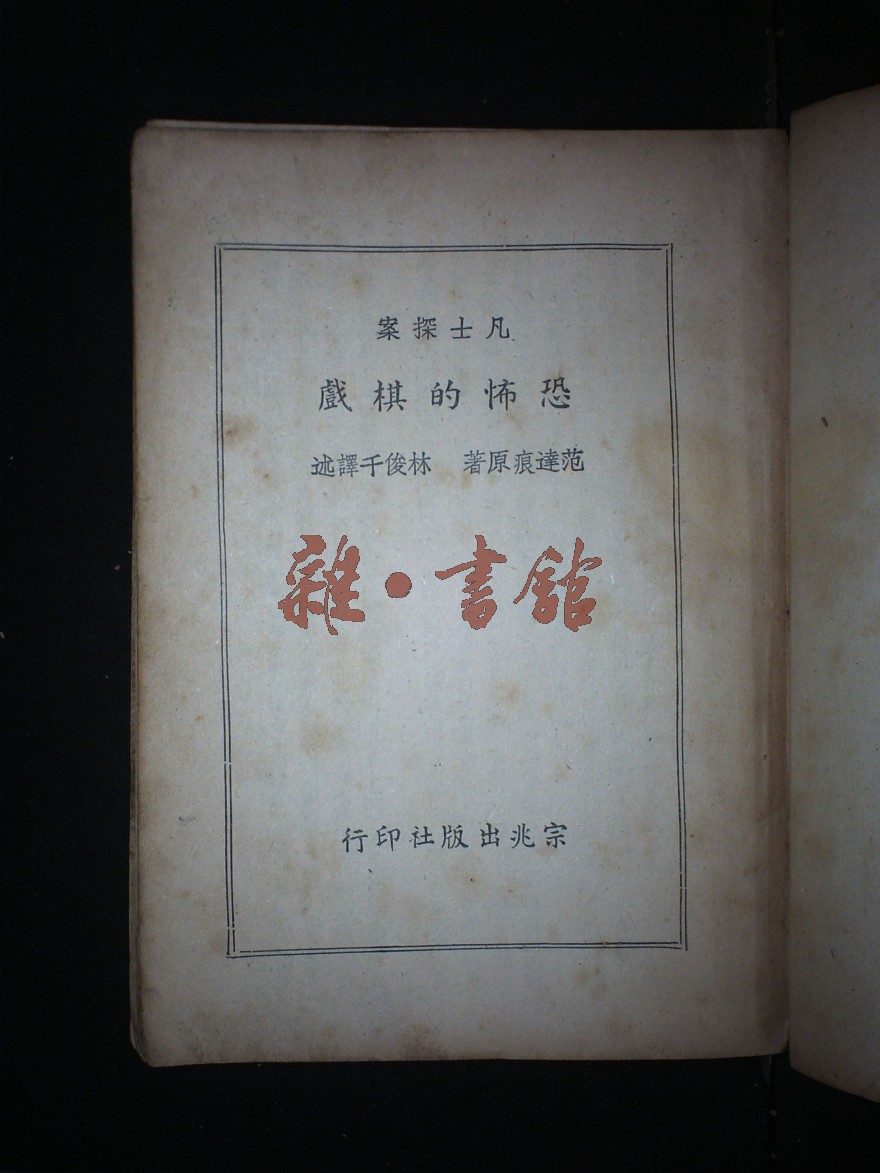 凡士探案
恐怖的棋戲
范達痕原著 林俊千譯述
雜·書館
宗兆出版社印行